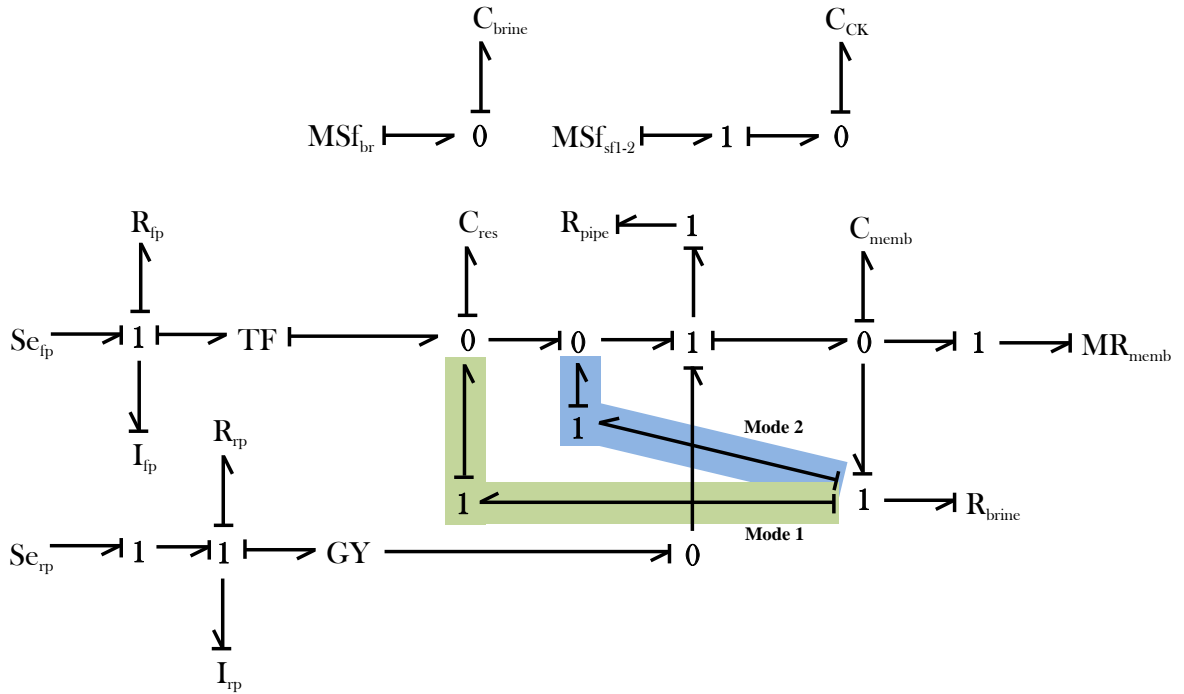 C_brine
C_CK
MSf_br 0
MSf_sf1-2 1 0
R_fp
C_res
R_pipe 1
C_memb
Se_fp 1 TF 0 0 1 0 1 MR_memb
1 Mode 2
I_fp
R_rp
1 1 R_brine
Mode 1
Se_rp 1 1 GY 0
I_rp